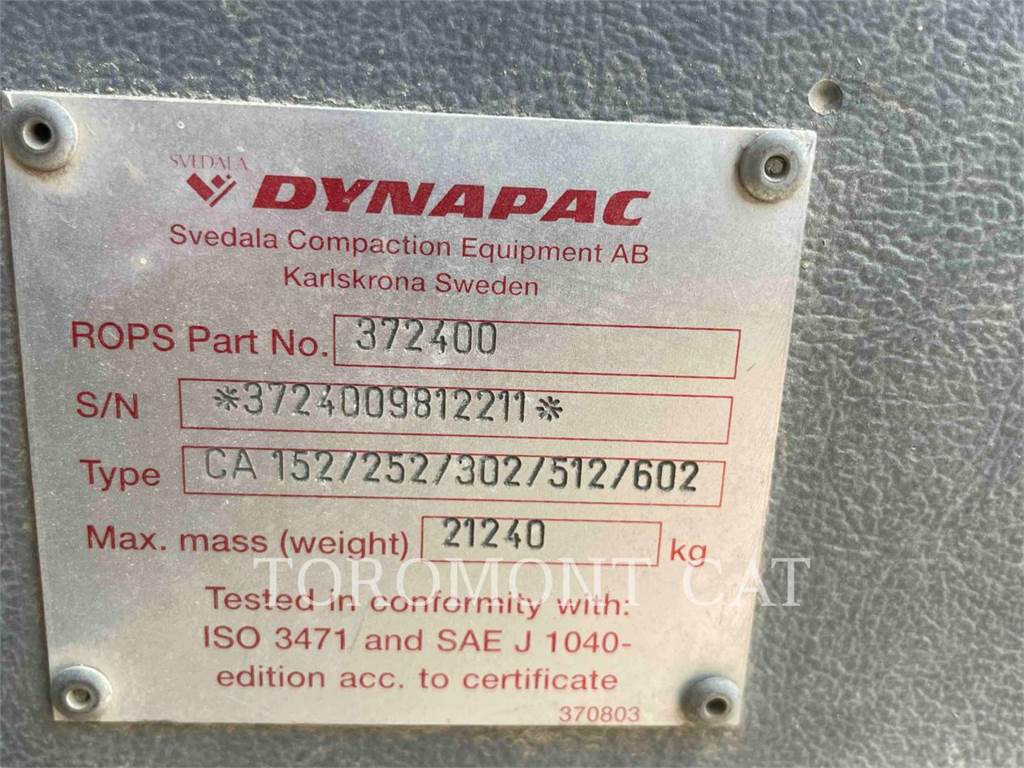 SVEDALA
DYNAPAC
Svedala Compaction Equipment AB
Karlskrona Sweden
ROPS Part No. 372400
S/N *3724009812211*
Type CA 152/252/302/512/602
Max. mass (weight) 21240 kg
TOROMONT CAT
Tested in conformity with:
ISO 3471 and SAE J 1040-
edition acc. to certificate
370803